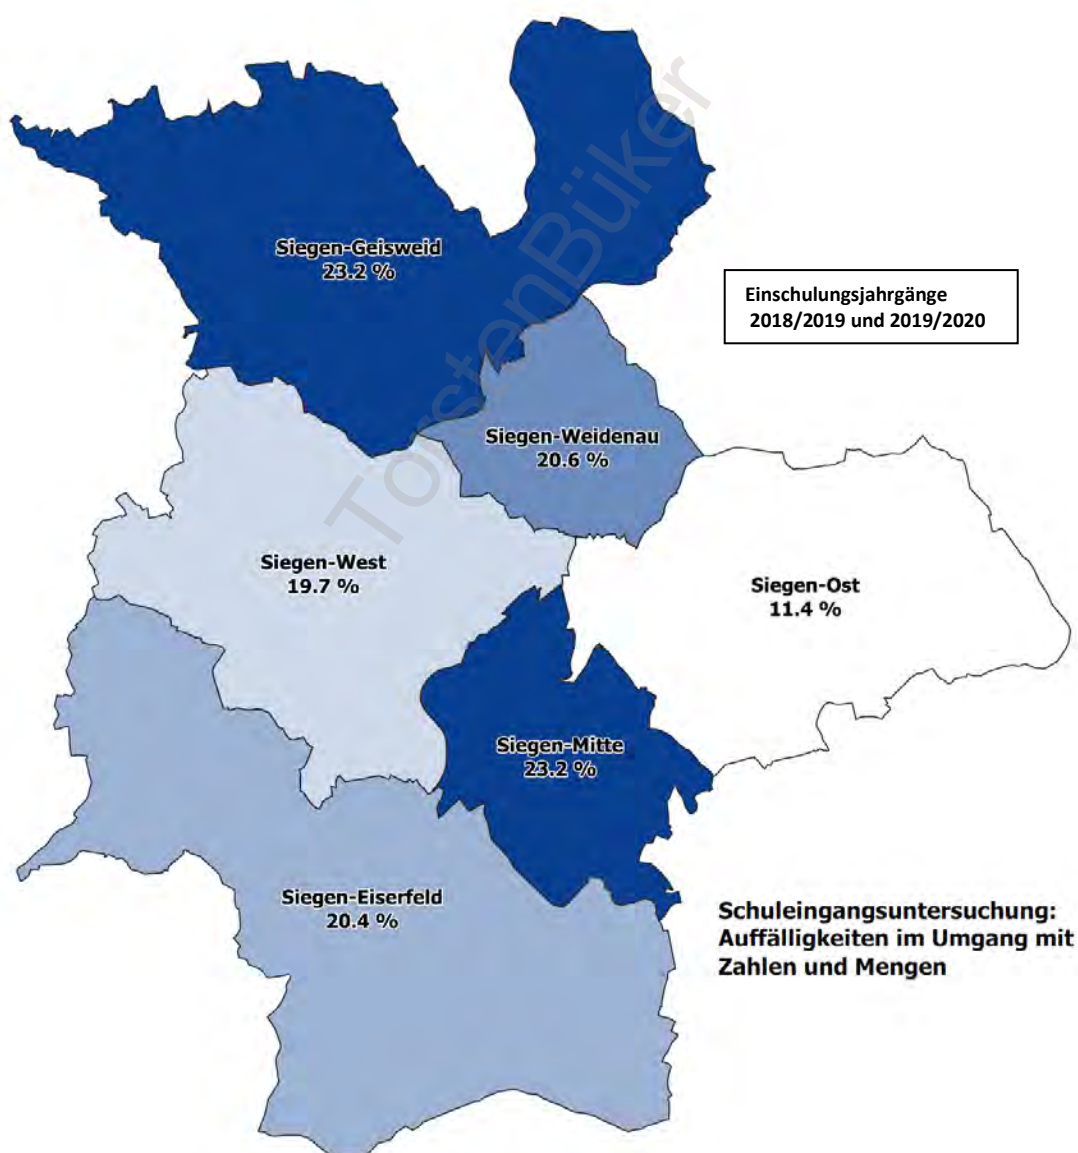 Siegen-Geisweid
23.2 %
Einschulungsjahrgänge
2018/2019 und 2019/2020
Siegen-Weidenau
20.6 %
Siegen-West
19.7 %
Siegen-Ost
11.4 %
Siegen-Mitte
23.2 %
Siegen-Eiserfeld
20.4 %
Schuleingangsuntersuchung:
Auffälligkeiten im Umgang mit
Zahlen und Mengen
TorstenBüker